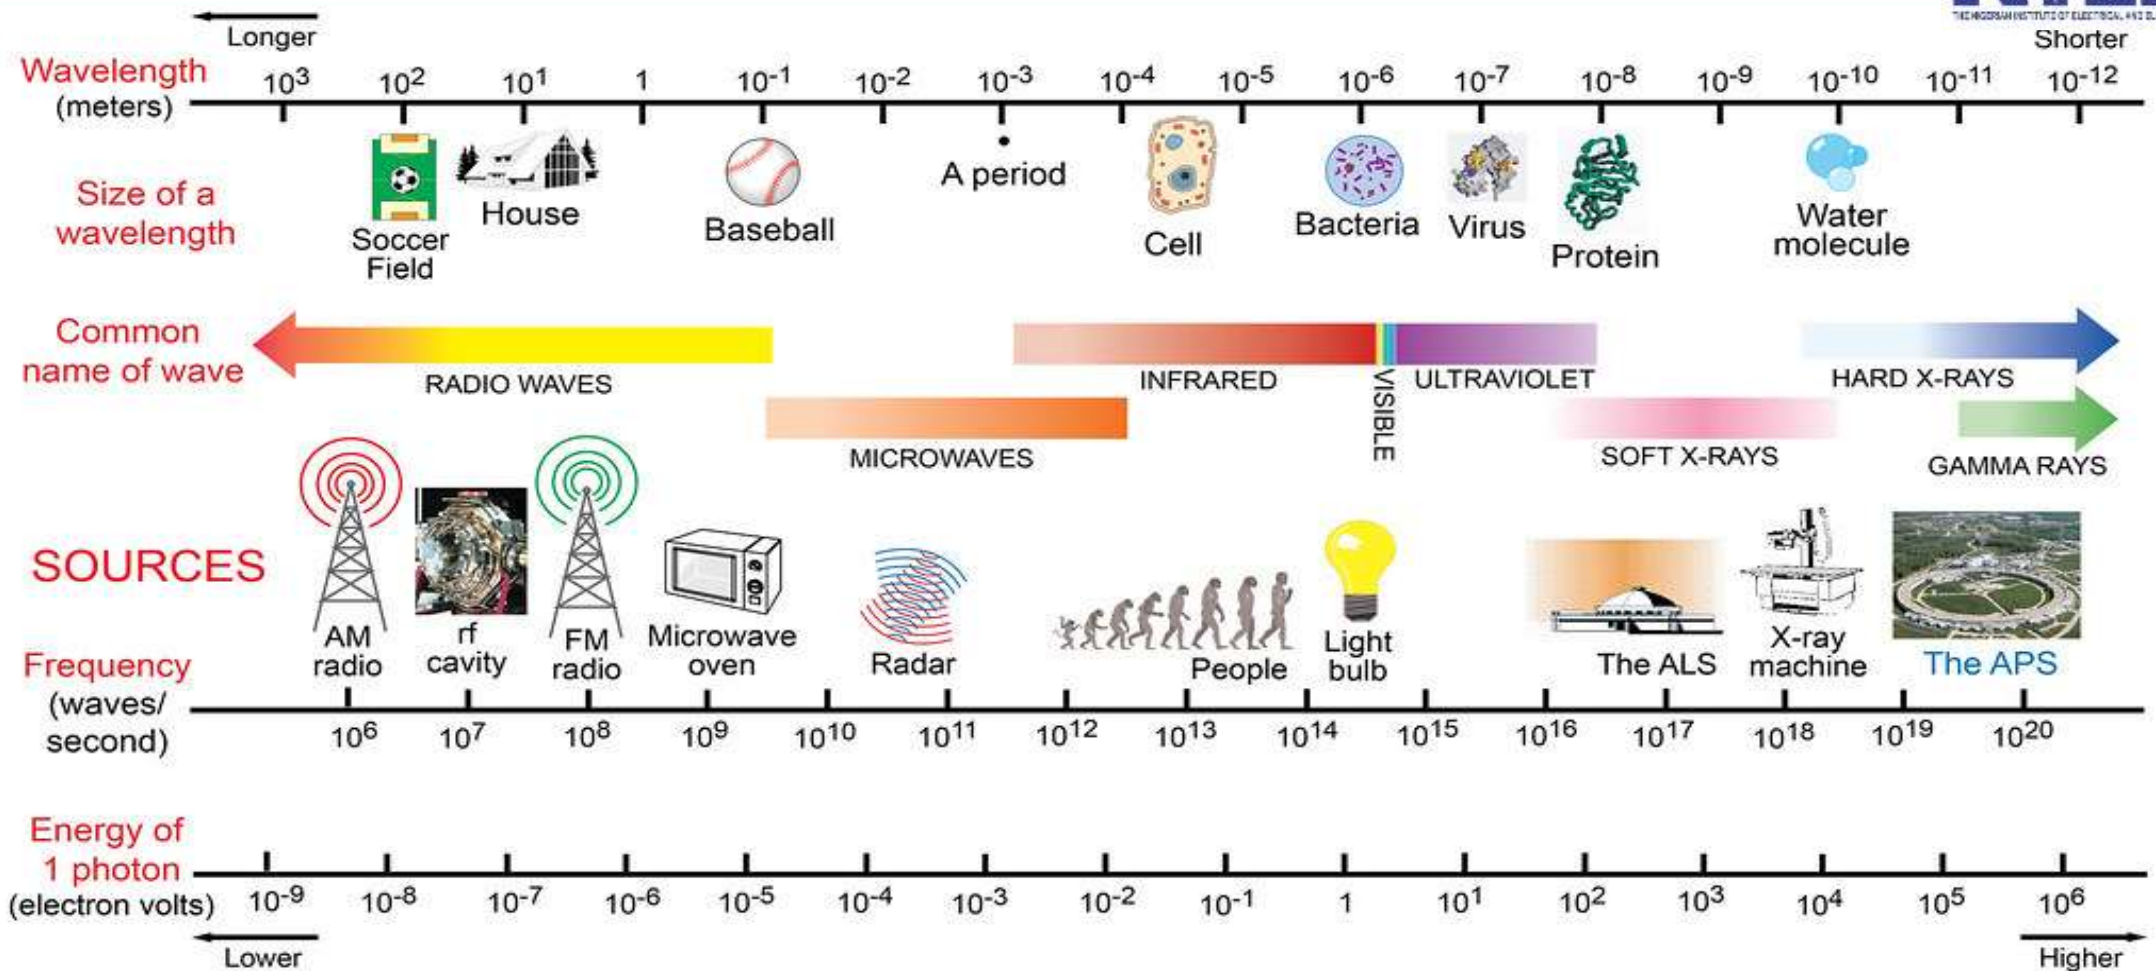 Longer
THE NIGERIAN INSTITUTE OF ELECTRICAL AND
Shorter
Wavelength
(meters)
10³ 10² 10¹ 1 10⁻¹ 10⁻² 10⁻³ 10⁻⁴ 10⁻⁵ 10⁻⁶ 10⁻⁷ 10⁻⁸ 10⁻⁹ 10⁻¹⁰ 10⁻¹¹ 10⁻¹²
Size of a
wavelength
Soccer
Field
House
Baseball
A period
Cell
Bacteria
Virus
Protein
Water
molecule
Common
name of wave
RADIO WAVES
MICROWAVES
INFRARED
VISIBLE
ULTRAVIOLET
SOFT X-RAYS
HARD X-RAYS
GAMMA RAYS
SOURCES
AM
radio
rf
cavity
FM
radio
Microwave
oven
Radar
People
Light
bulb
The ALS
X-ray
machine
The APS
Frequency
(waves/
second)
10⁶ 10⁷ 10⁸ 10⁹ 10¹⁰ 10¹¹ 10¹² 10¹³ 10¹⁴ 10¹⁵ 10¹⁶ 10¹⁷ 10¹⁸ 10¹⁹ 10²⁰
Energy of
1 photon
(electron volts)
10⁻⁹ 10⁻⁸ 10⁻⁷ 10⁻⁶ 10⁻⁵ 10⁻⁴ 10⁻³ 10⁻² 10⁻¹ 1 10¹ 10² 10³ 10⁴ 10⁵ 10⁶
Lower
Higher